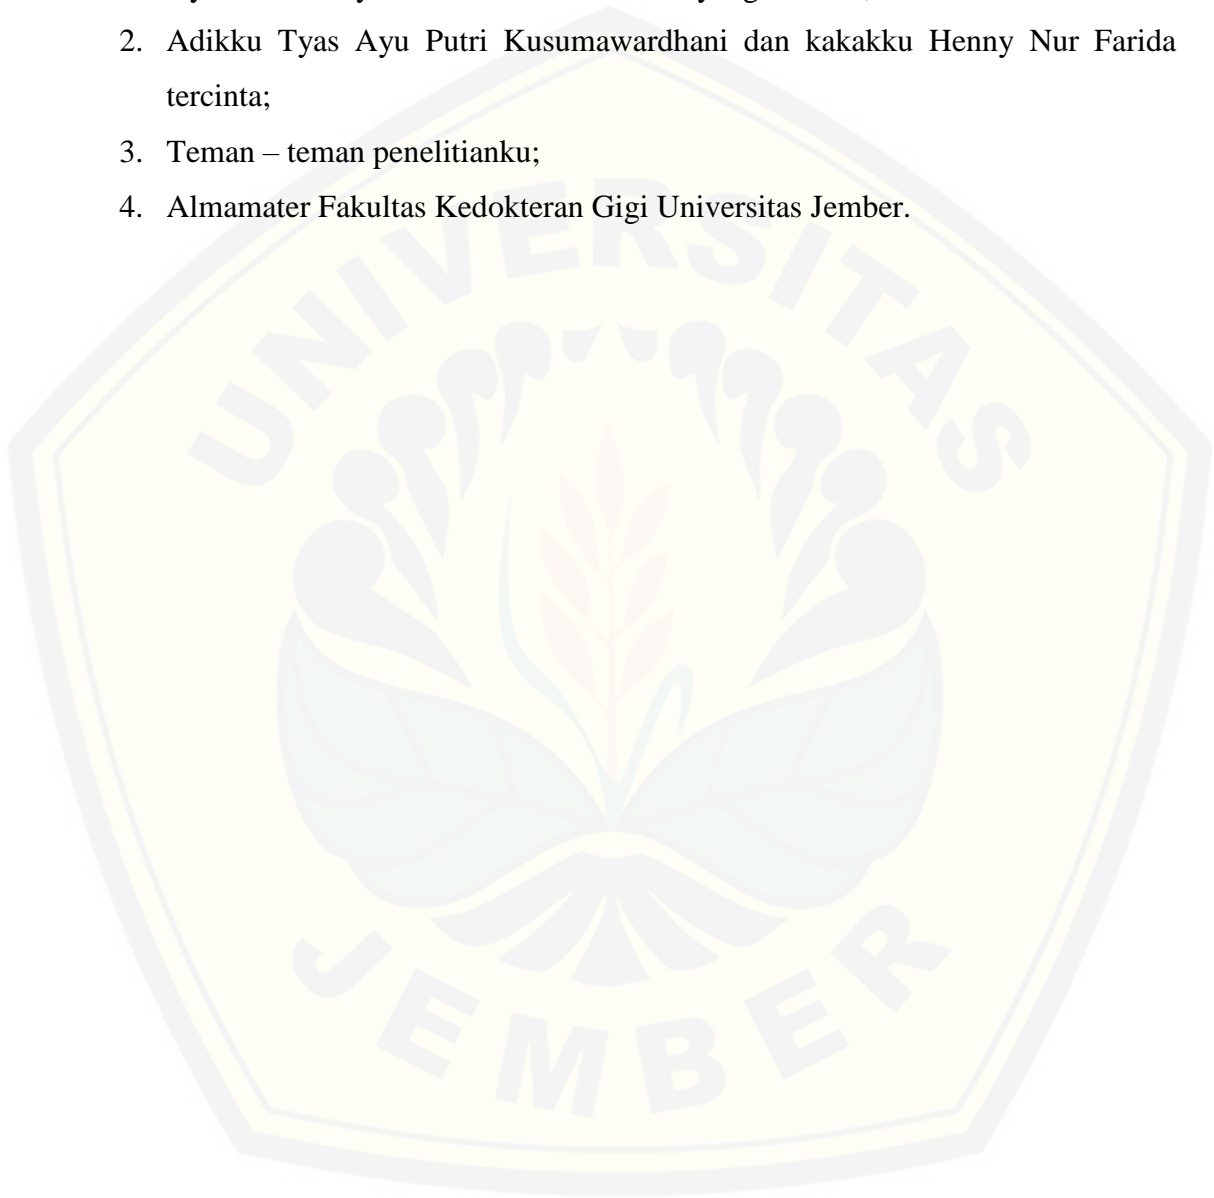 2. Adikku Tyas Ayu Putri Kusumawardhani dan kakakku Henny Nur Farida
tercinta;
3. Teman – teman penelitianku;
4. Almamater Fakultas Kedokteran Gigi Universitas Jember.
UNIVERSITAS
JEMBER